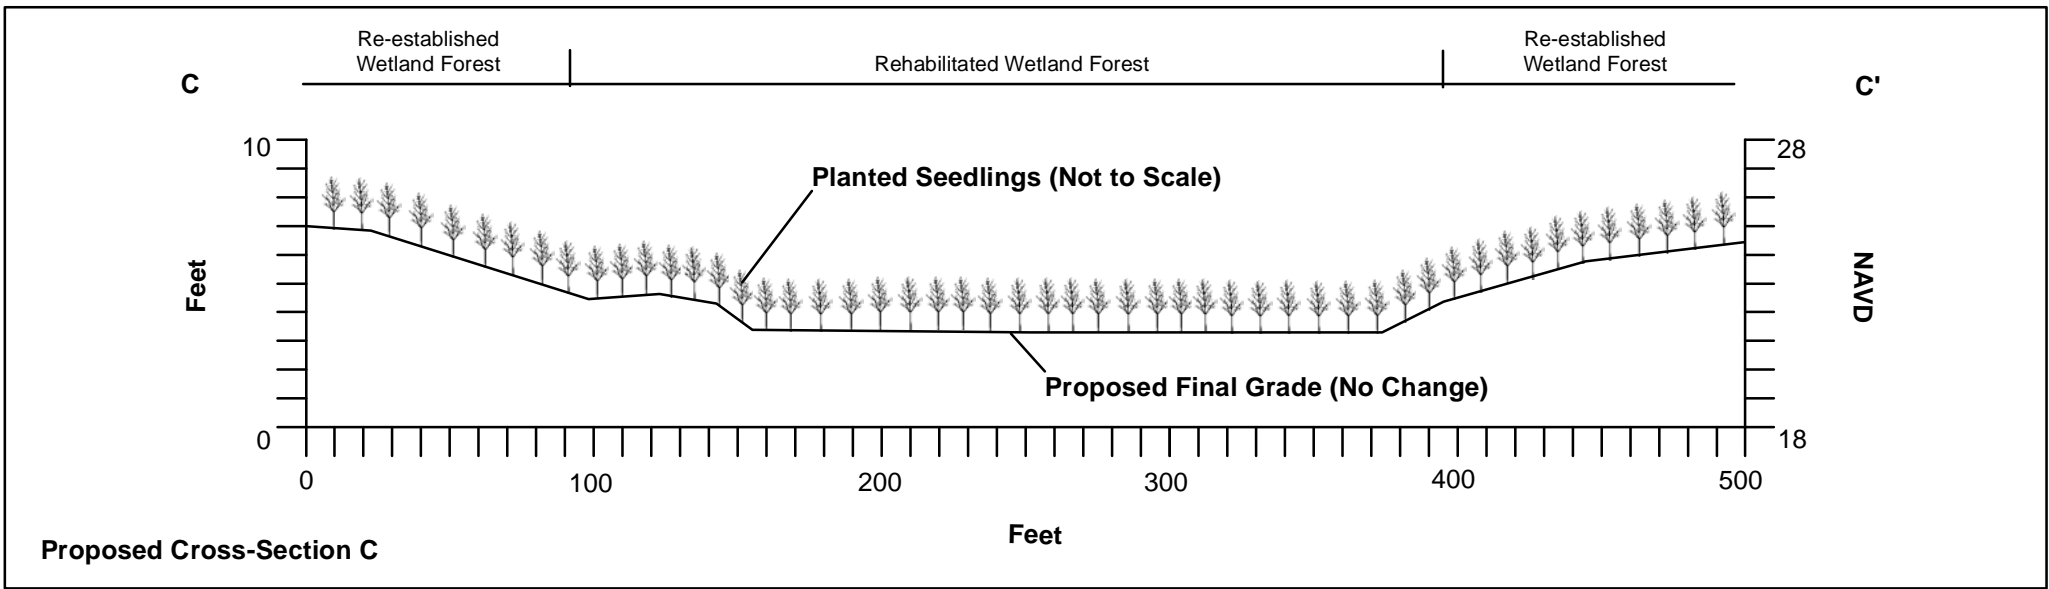 Re-established
Wetland Forest
Rehabilitated Wetland Forest
Re-established
Wetland Forest
C
C'
10
28
Planted Seedlings (Not to Scale)
Feet
NAVD
Proposed Final Grade (No Change)
0
18
0
100
200
300
400
500
Feet
Proposed Cross-Section C